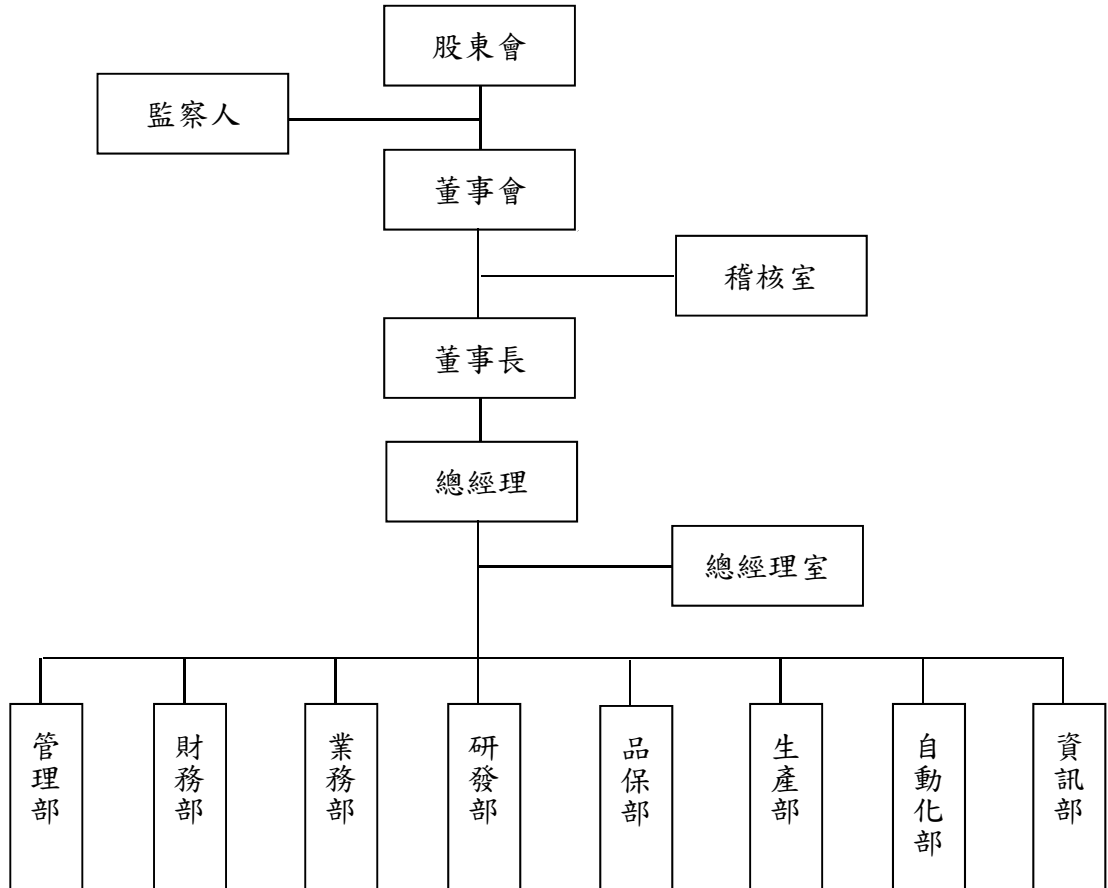 股東會
監察人
董事會
稽核室
董事長
總經理
總經理室
管理部
財務部
業務部
研發部
品保部
生產部
自動化部
資訊部